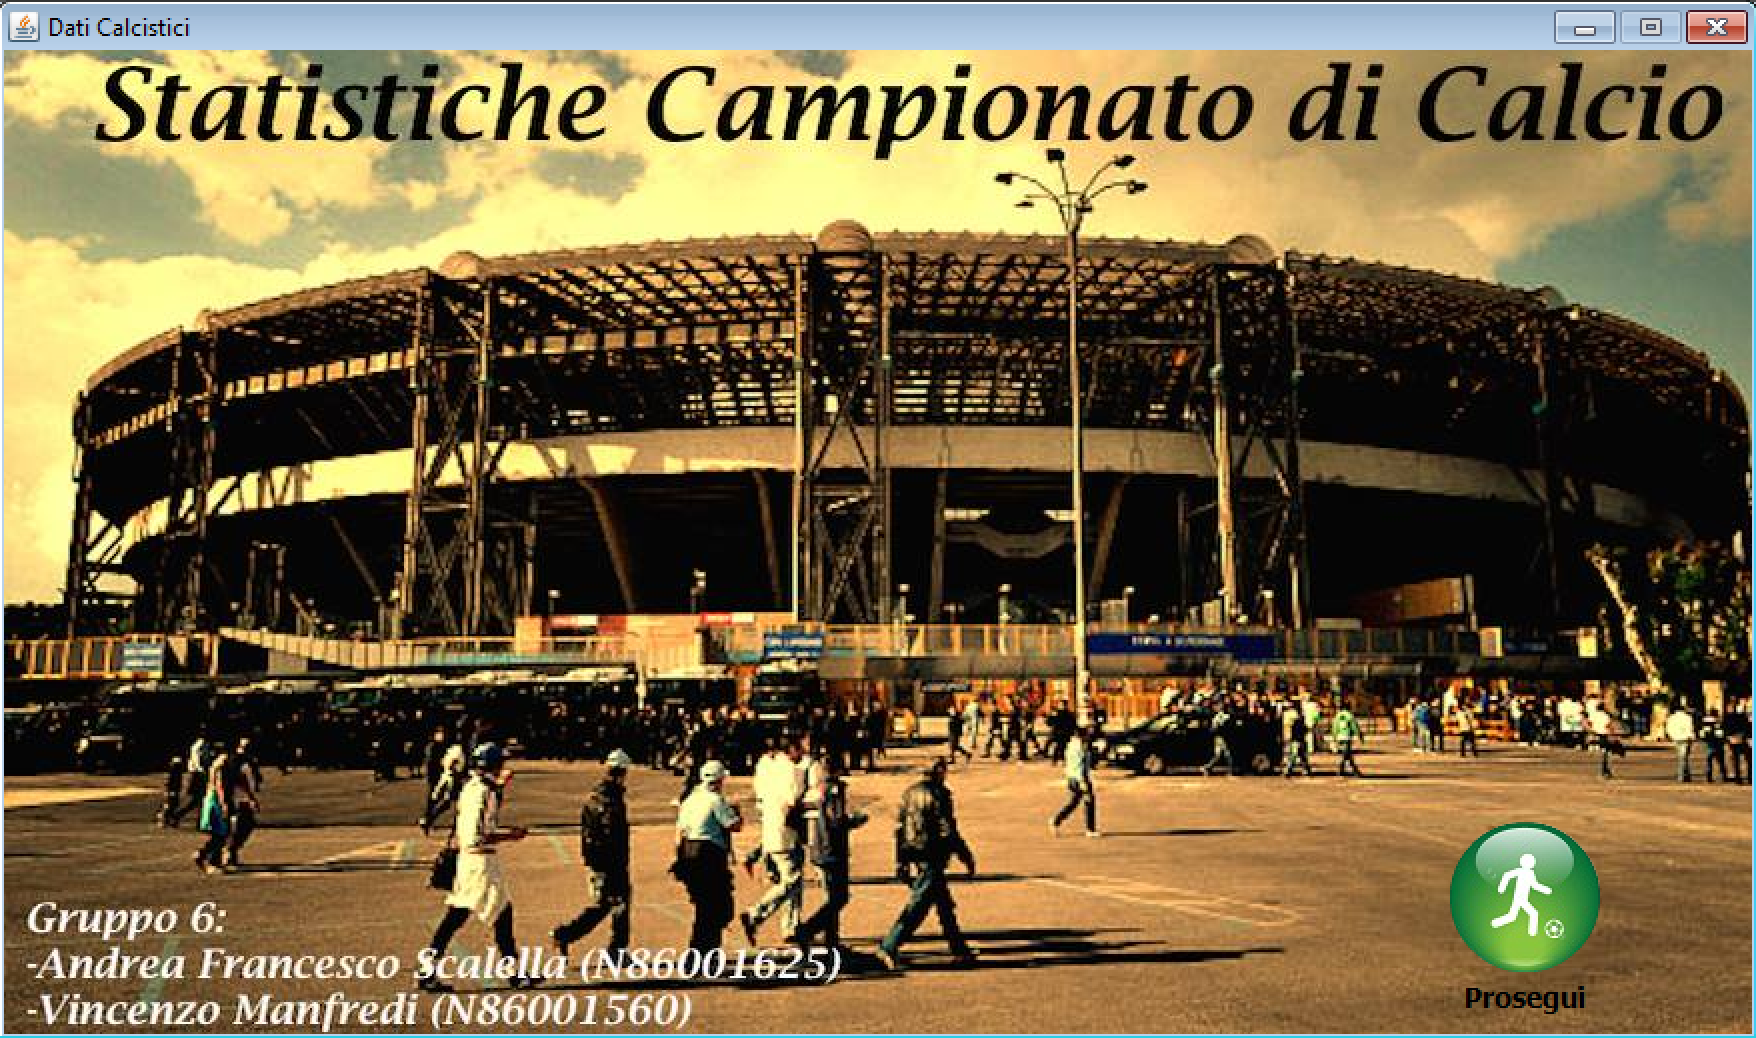 Dati Calcistici
Statistiche Campionato di Calcio
Gruppo 6:
-Andrea Francesco Scalella (N86001625)
-Vincenzo Manfredi (N86001560)
Prosegui